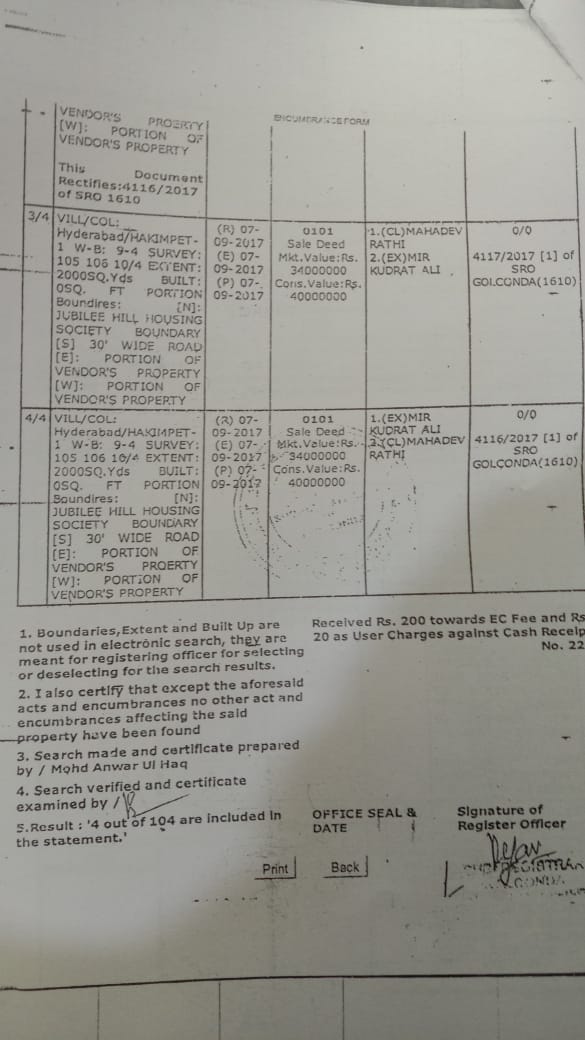 ENCUMBRANCE FORM
VENDOR'S PROERTY
[W]: PORTION OF
VENDOR'S PROPERTY
This Document
Rectifies:4116/2017
of SRO 1610
3/4
VILL/COL:
Hyderabad/HAKIMPET-
1 W-B: 9-4 SURVEY:
105 106 10/4 EXTENT:
2000SQ.Yds BUILT:
0SQ. FT PORTION
Boundires: [N]:
JUBILEE HILL HOUSING
SOCIETY BOUNDARY
[S] 30' WIDE ROAD
[E]: PORTION OF
VENDOR'S PROPERTY
[W]: PORTION OF
VENDOR'S PROPERTY
(R) 07-
09-2017
(E) 07-
09-2017
(P) 07-
09-2017
0101
Sale Deed
Mkt.Value:Rs.
34000000
Cons.Value:Rs.
40000000
1.(CL)MAHADEV
RATHI
2.(EX)MIR
KUDRAT ALI
0/0
4117/2017 [1] of
SRO
GOLCONDA(1610)
4/4
VILL/COL:
Hyderabad/HAKIMPET-
1 W-B: 9-4 SURVEY:
105 106 10/4 EXTENT:
2000SQ.Yds BUILT:
0SQ. FT PORTION
Boundires: [N]:
JUBILEE HILL HOUSING
SOCIETY BOUNDARY
[S] 30' WIDE ROAD
[E]: PORTION OF
VENDOR'S PROERTY
[W]: PORTION OF
VENDOR'S PROPERTY
(R) 07-
09-2017
(E) 07-
09-2017
(P) 07-
09-2017
0101
Sale Deed
Mkt.Value:Rs.
34000000
Cons.Value:Rs.
40000000
1.(EX)MIR
KUDRAT ALI
2.(CL)MAHADEV
RATHI
0/0
4116/2017 [1] of
SRO
GOLCONDA(1610)
1. Boundaries,Extent and Built Up are
not used in electronic search, they are
meant for registering officer for selecting
or deselecting for the search results.
2. I also certify that except the aforesaid
acts and encumbrances no other act and
encumbrances affecting the said
property have been found
3. Search made and certificate prepared
by / Mohd Anwar Ul Haq
4. Search verified and certificate
examined by /
5.Result : '4 out of 104 are included in
the statement.'
Received Rs. 200 towards EC Fee and Rs
20 as User Charges against Cash Receip
No. 22
OFFICE SEAL &
DATE
Signature of
Register Officer
Print
Back